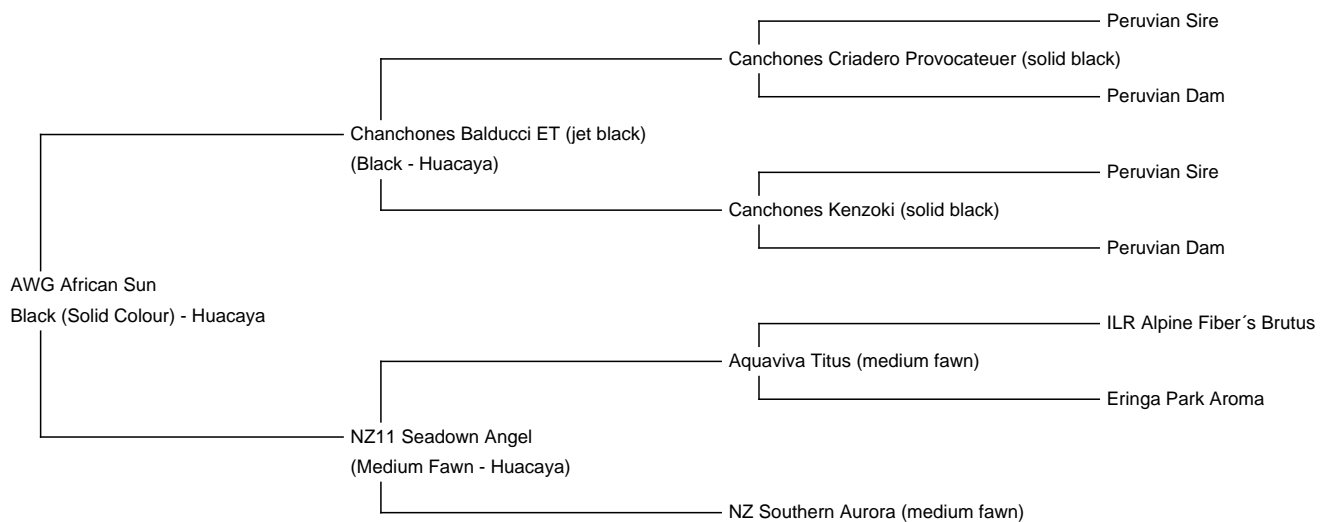 Peruvian Sire
Canchones Criadero Provocateuer (solid black)
Peruvian Dam
Chanchones Balducci ET (jet black)
(Black - Huacaya)
Peruvian Sire
Canchones Kenzoki (solid black)
Peruvian Dam
AWG African Sun
Black (Solid Colour) - Huacaya
ILR Alpine Fiber´s Brutus
Aquaviva Titus (medium fawn)
Eringa Park Aroma
NZ11 Seadown Angel
(Medium Fawn - Huacaya)
NZ Southern Aurora (medium fawn)